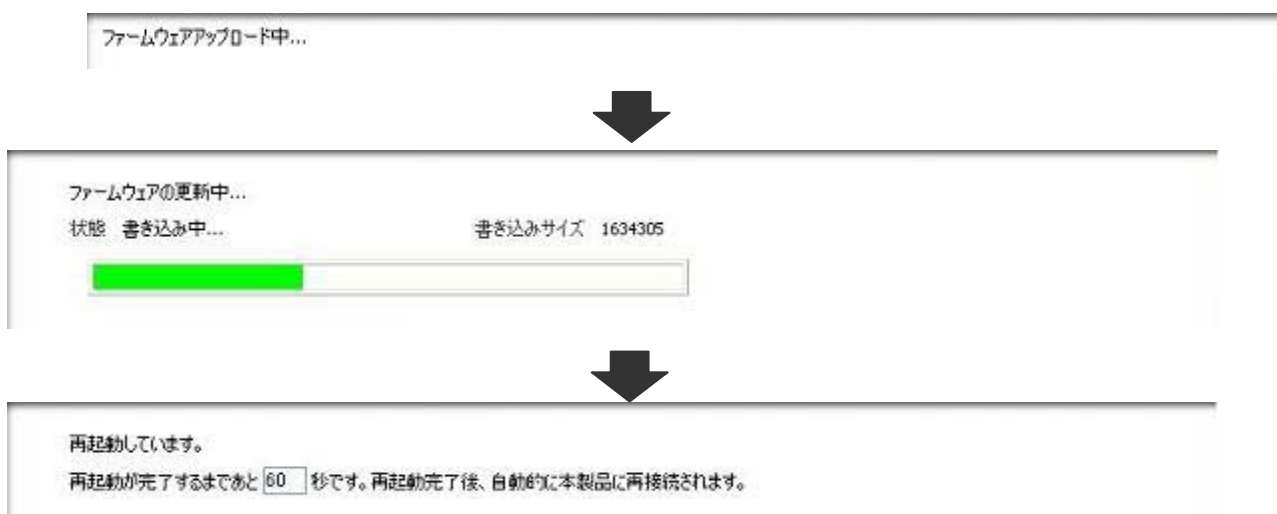 ファームウェアアップロード中...
ファームウェアの更新中...
状態 書き込み中... 書き込みサイズ 1634305
再起動しています。
再起動が完了するまであと 60 秒です。再起動完了後、自動的に本製品に再接続されます。